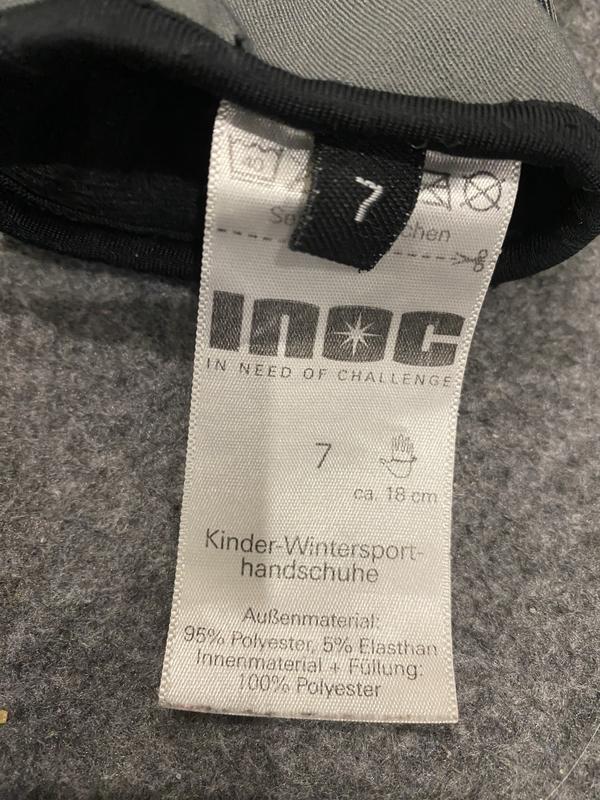 40
7
chen
INOC
IN NEED OF CHALLENGE
7
ca. 18 cm
Kinder-Wintersport-
handschuhe
Außenmaterial:
95% Polyester, 5% Elasthan
Innenmaterial + Füllung:
100% Polyester